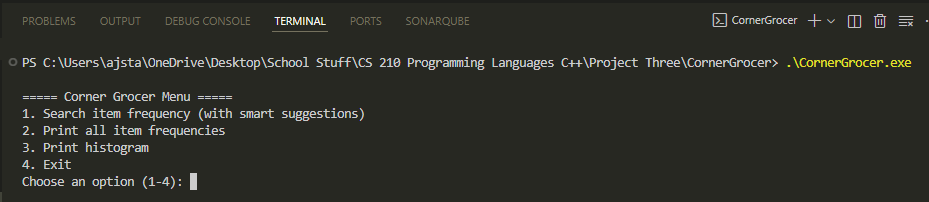 PROBLEMS OUTPUT DEBUG CONSOLE TERMINAL PORTS SONARQUBE CornerGrocer
PS C:\Users\ajsta\OneDrive\Desktop\School Stuff\CS 210 Programming Languages C++\Project Three\CornerGrocer> .\CornerGrocer.exe
===== Corner Grocer Menu =====
1. Search item frequency (with smart suggestions)
2. Print all item frequencies
3. Print histogram
4. Exit
Choose an option (1-4):